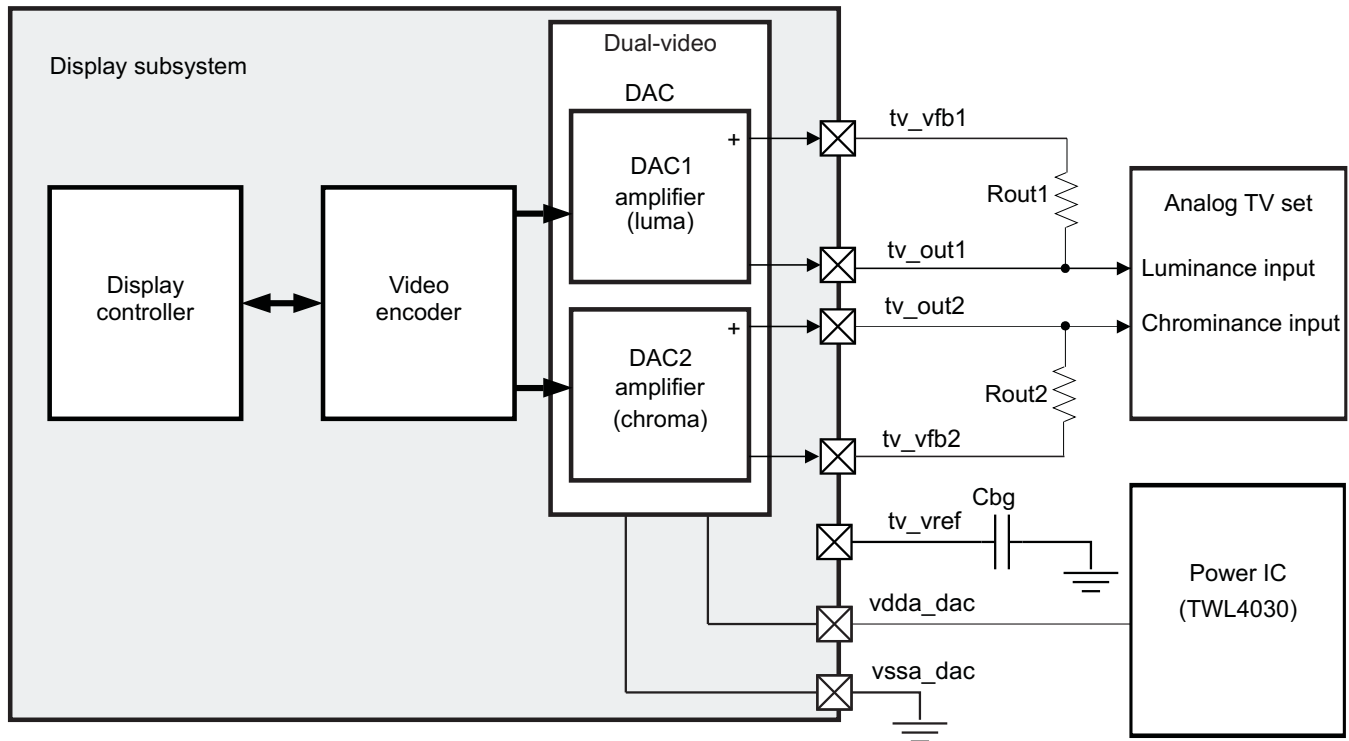 Display subsystem
Dual-video
DAC
+
DAC1
amplifier
(luma)
Display
controller
Video
encoder
+
DAC2
amplifier
(chroma)
tv_vfb1
Rout1
tv_out1
tv_out2
Rout2
tv_vfb2
Cbg
tv_vref
vdda_dac
vssa_dac
Analog TV set
Luminance input
Chrominance input
Power IC
(TWL4030)